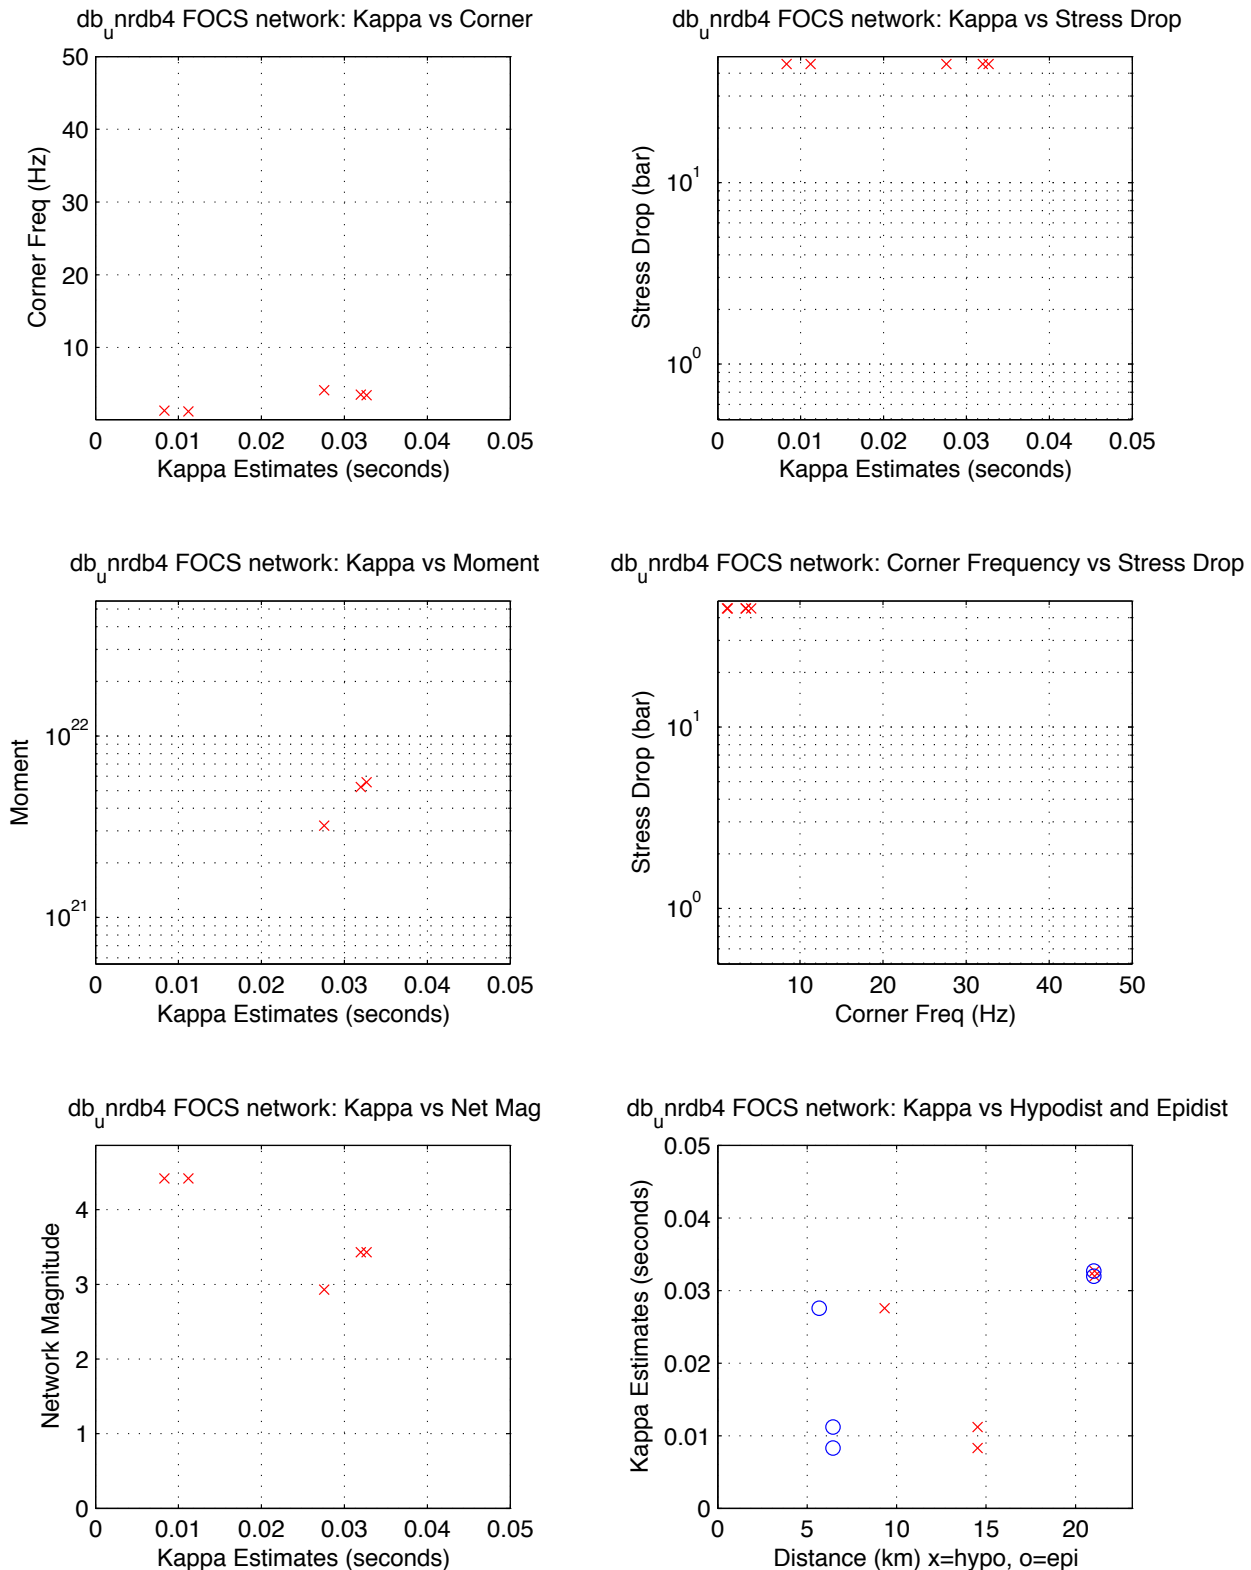 db_unrdb4 FOCS network: Kappa vs Corner
50
40
30
20
10
Corner Freq (Hz)
0 0.01 0.02 0.03 0.04 0.05
Kappa Estimates (seconds)
db_unrdb4 FOCS network: Kappa vs Stress Drop
10^1
10^0
Stress Drop (bar)
0 0.01 0.02 0.03 0.04 0.05
Kappa Estimates (seconds)
db_unrdb4 FOCS network: Kappa vs Moment
10^22
10^21
Moment
0 0.01 0.02 0.03 0.04 0.05
Kappa Estimates (seconds)
db_unrdb4 FOCS network: Corner Frequency vs Stress Drop
10^1
10^0
Stress Drop (bar)
10 20 30 40 50
Corner Freq (Hz)
db_unrdb4 FOCS network: Kappa vs Net Mag
4
3
2
1
0
Network Magnitude
0 0.01 0.02 0.03 0.04 0.05
Kappa Estimates (seconds)
db_unrdb4 FOCS network: Kappa vs Hypodist and Epidist
0.05
0.04
0.03
0.02
0.01
0
Kappa Estimates (seconds)
0 5 10 15 20
Distance (km) x=hypo, o=epi